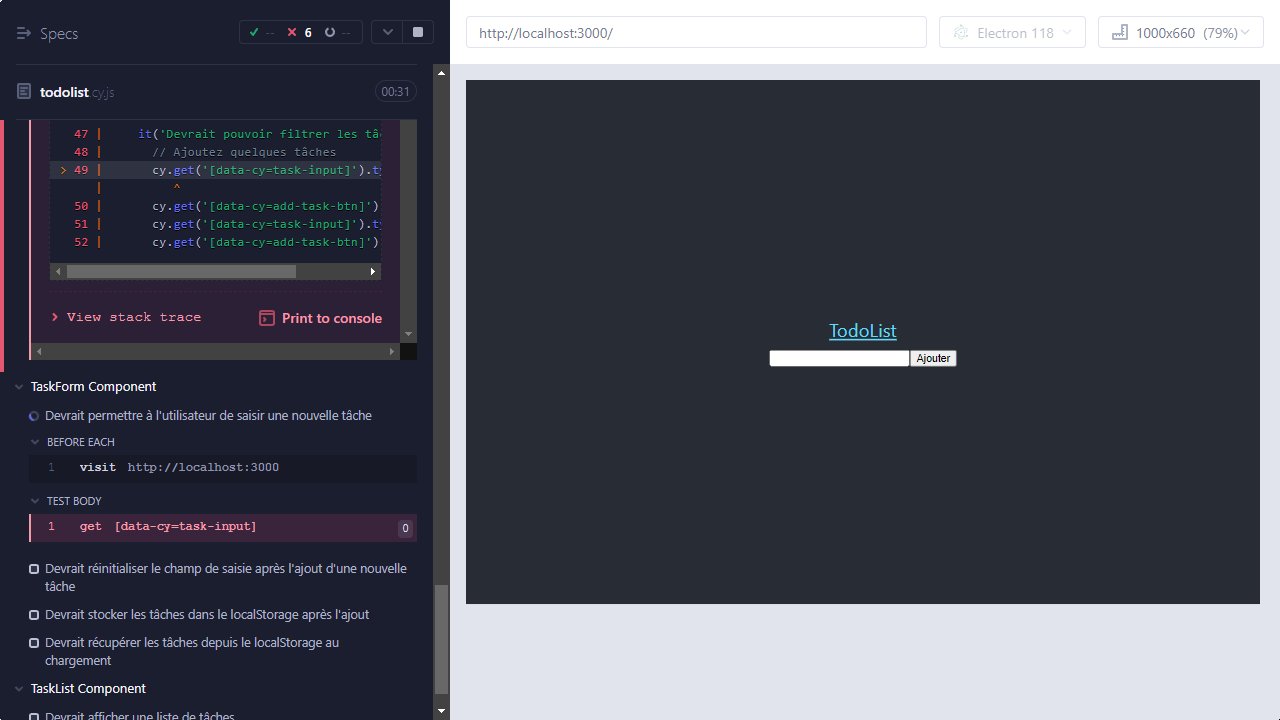 Specs
-- 6 --
todolist.cy.js
00:31
47 | it('Devrait pouvoir filtrer les tâc
48 | // Ajoutez quelques tâches
> 49 | cy.get('[data-cy=task-input]').ty
| ^
50 | cy.get('[data-cy=add-task-btn]')
51 | cy.get('[data-cy=task-input]').ty
52 | cy.get('[data-cy=add-task-btn]')
View stack trace
Print to console
TaskForm Component
Devrait permettre à l'utilisateur de saisir une nouvelle tâche
BEFORE EACH
1 visit http://localhost:3000
TEST BODY
1 get [data-cy=task-input] 0
Devrait réinitialiser le champ de saisie après l'ajout d'une nouvelle
tâche
Devrait stocker les tâches dans le localStorage après l'ajout
Devrait récupérer les tâches depuis le localStorage au
chargement
TaskList Component
Devrait afficher une liste de tâches
http://localhost:3000/
Electron 118
1000x660 (79%)
TodoList
Ajouter